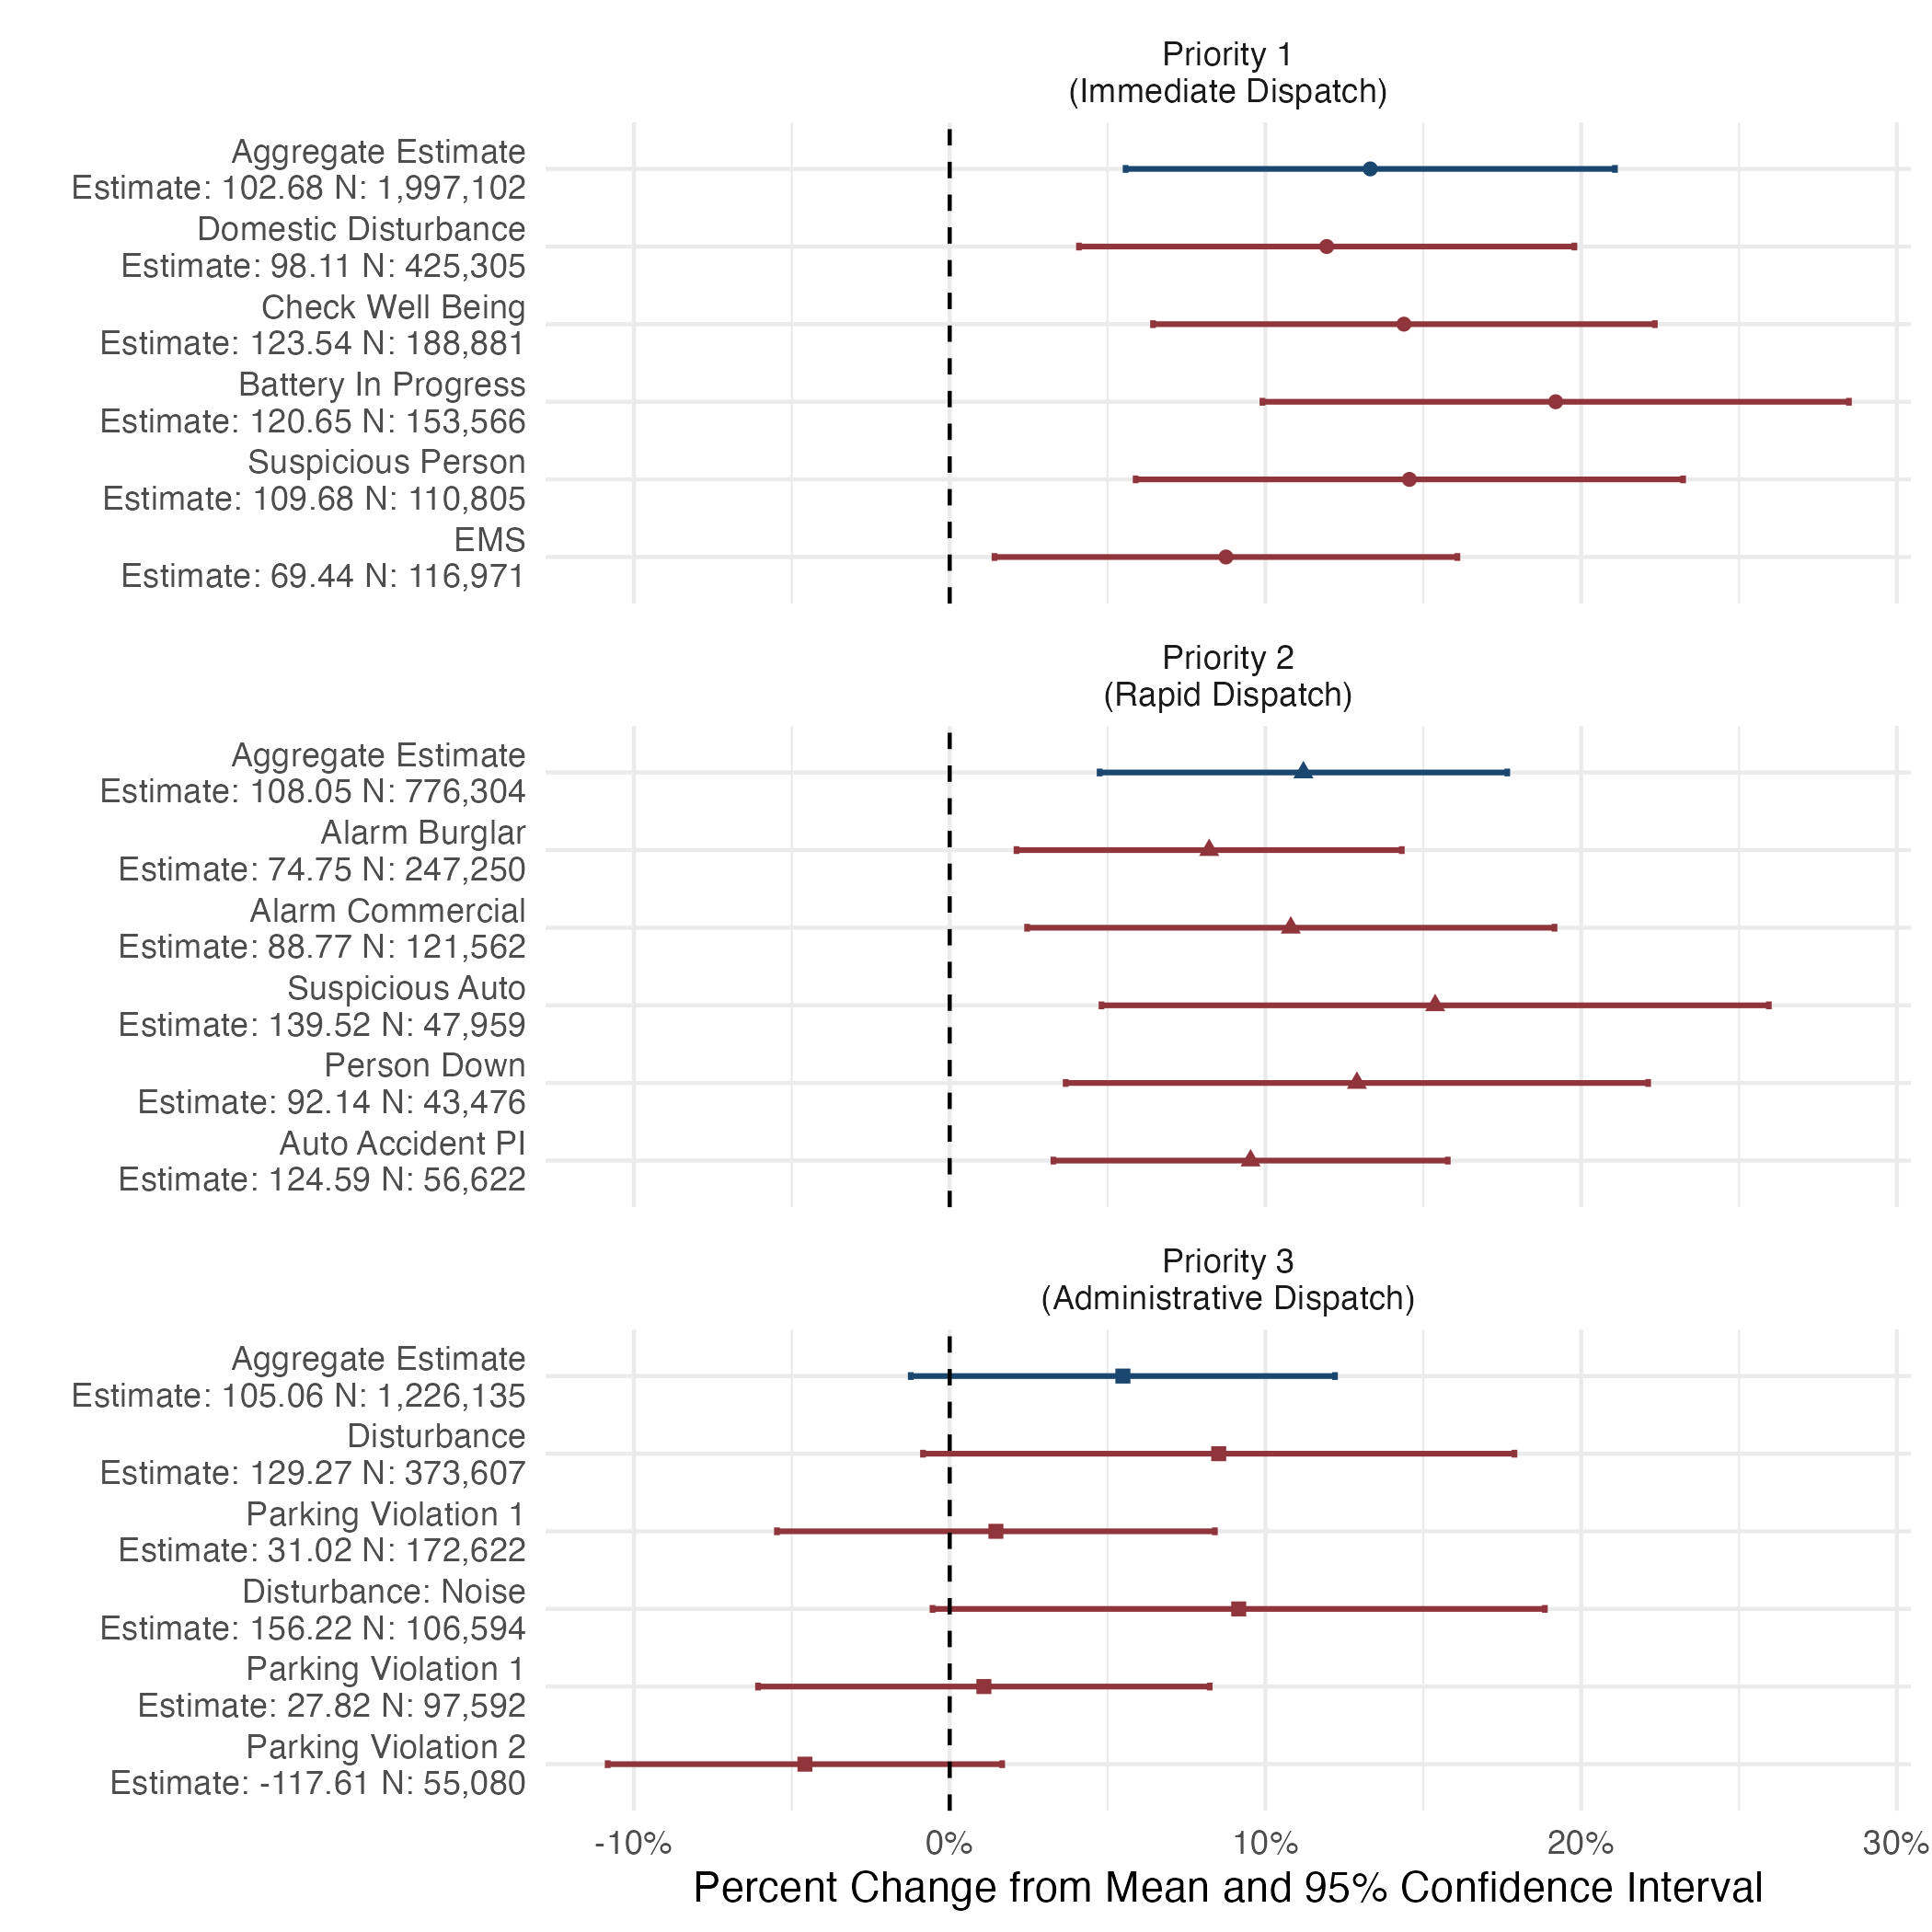 Priority 1
(Immediate Dispatch)
Aggregate Estimate
Estimate: 102.68 N: 1,997,102
Domestic Disturbance
Estimate: 98.11 N: 425,305
Check Well Being
Estimate: 123.54 N: 188,881
Battery In Progress
Estimate: 120.65 N: 153,566
Suspicious Person
Estimate: 109.68 N: 110,805
EMS
Estimate: 69.44 N: 116,971
Priority 2
(Rapid Dispatch)
Aggregate Estimate
Estimate: 108.05 N: 776,304
Alarm Burglar
Estimate: 74.75 N: 247,250
Alarm Commercial
Estimate: 88.77 N: 121,562
Suspicious Auto
Estimate: 139.52 N: 47,959
Person Down
Estimate: 92.14 N: 43,476
Auto Accident PI
Estimate: 124.59 N: 56,622
Priority 3
(Administrative Dispatch)
Aggregate Estimate
Estimate: 105.06 N: 1,226,135
Disturbance
Estimate: 129.27 N: 373,607
Parking Violation 1
Estimate: 31.02 N: 172,622
Disturbance: Noise
Estimate: 156.22 N: 106,594
Parking Violation 1
Estimate: 27.82 N: 97,592
Parking Violation 2
Estimate: -117.61 N: 55,080
-10% 0% 10% 20% 30%
Percent Change from Mean and 95% Confidence Interval